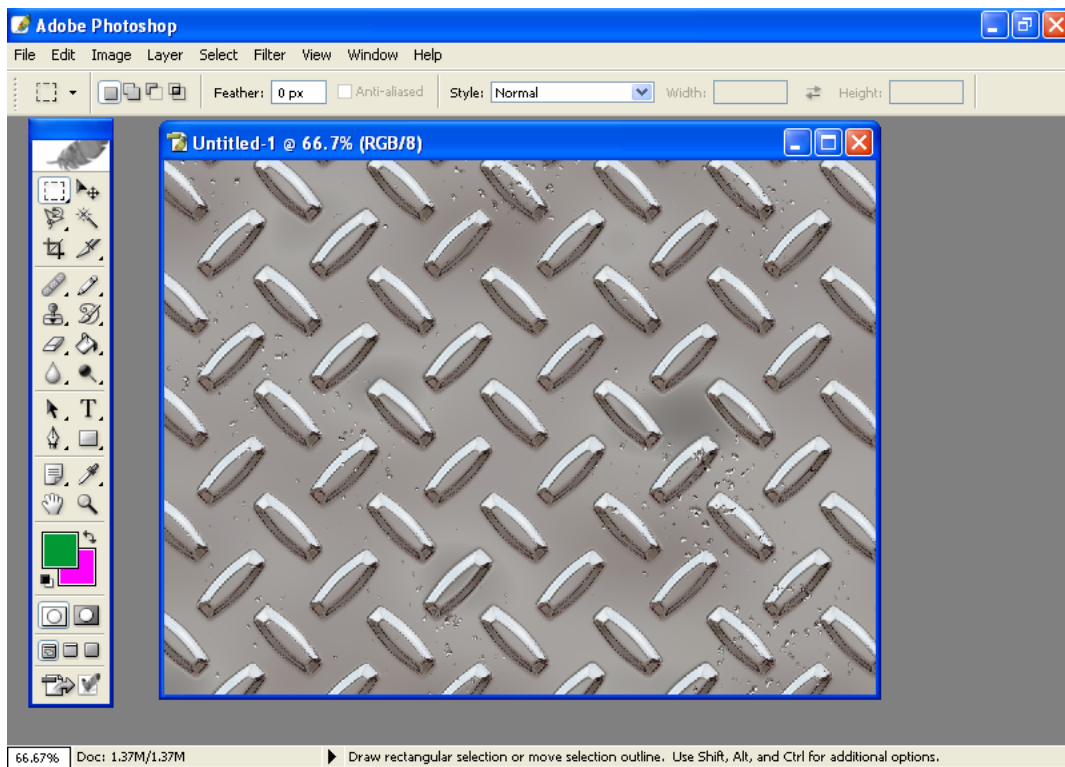 Adobe Photoshop
File Edit Image Layer Select Filter View Window Help
Feather: 0 px Anti-aliased Style: Normal Width: Height:
Untitled-1 @ 66.7% (RGB/8)
T
66.67% Doc: 1.37M/1.37M Draw rectangular selection or move selection outline. Use Shift, Alt, and Ctrl for additional options.